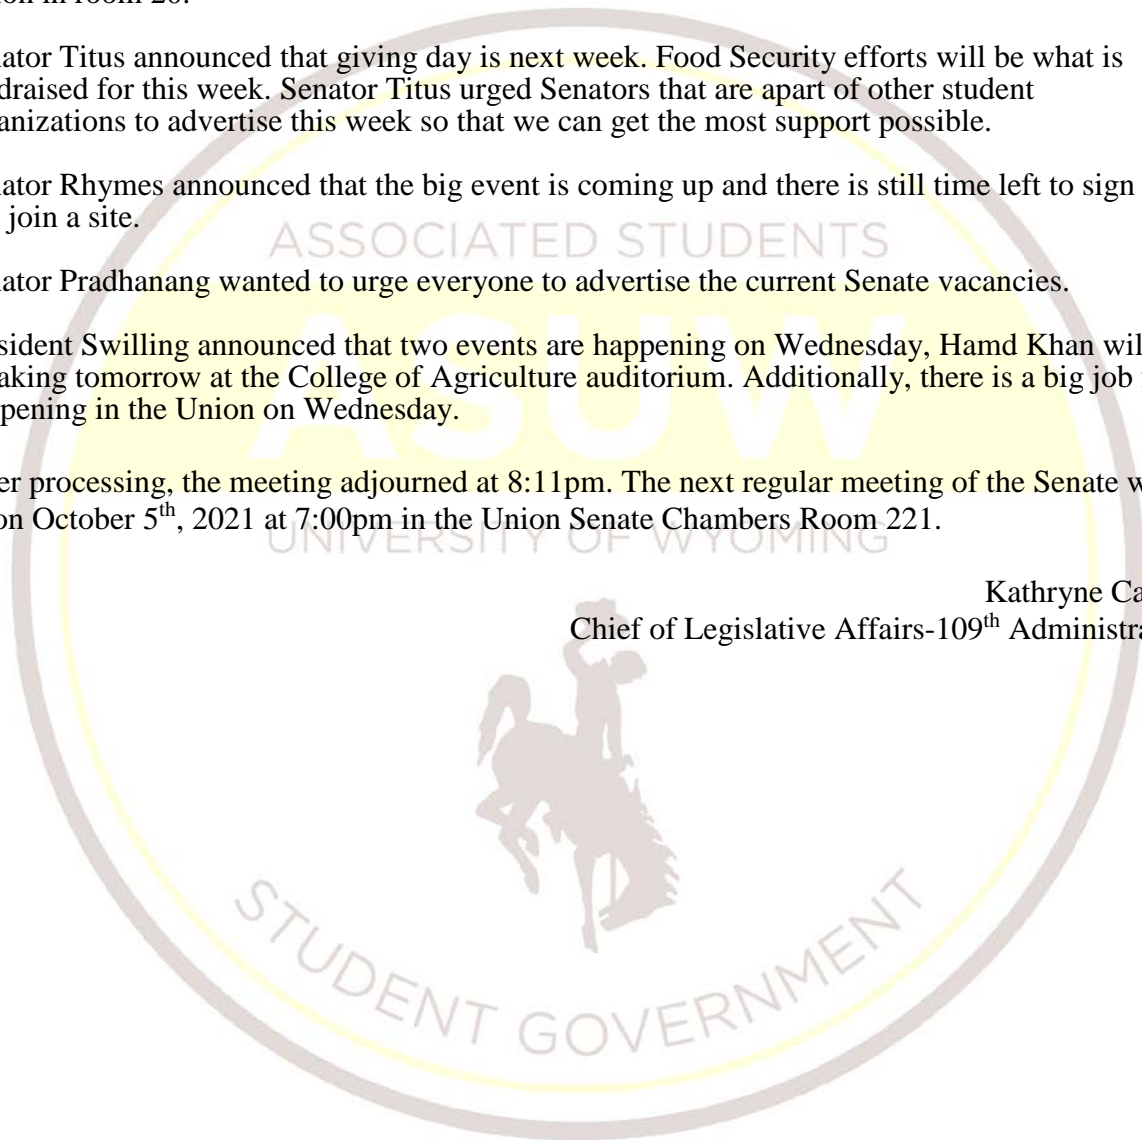 ator Titus announced that giving day is next week. Food Security efforts will be what is
draised for this week. Senator Titus urged Senators that are apart of other student
anizations to advertise this week so that we can get the most support possible.
ator Rhymes announced that the big event is coming up and there is still time left to sign
join a site.
ASSOCIATED STUDENTS
ator Pradhanang wanted to urge everyone to advertise the current Senate vacancies.
sident Swilling announced that two events are happening on Wednesday, Hamd Khan wil
aking tomorrow at the College of Agriculture auditorium. Additionally, there is a big job
pening in the Union on Wednesday.
ASUW
er processing, the meeting adjourned at 8:11pm. The next regular meeting of the Senate w
on October 5th, 2021 at 7:00pm in the Union Senate Chambers Room 221.
UNIVERSITY OF WYOMING
Kathryne Ca
Chief of Legislative Affairs-109th Administra
STUDENT GOVERNMENT